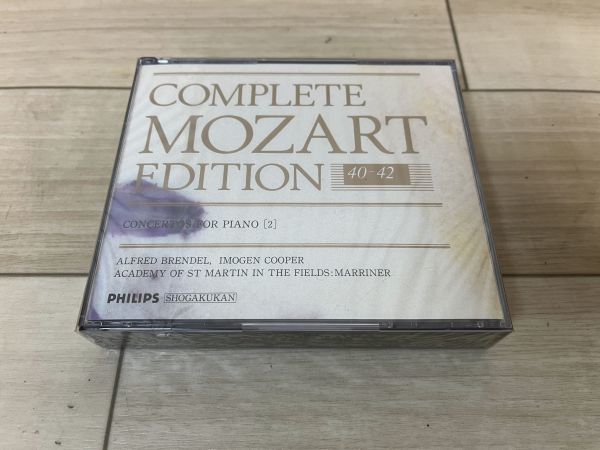 COMPLETE
MOZART
EDITION 40-42
CONCERTOS FOR PIANO [2]
ALFRED BRENDEL, IMOGEN COOPER
ACADEMY OF ST MARTIN IN THE FIELDS:MARRINER
PHILIPS SHOGAKUKAN